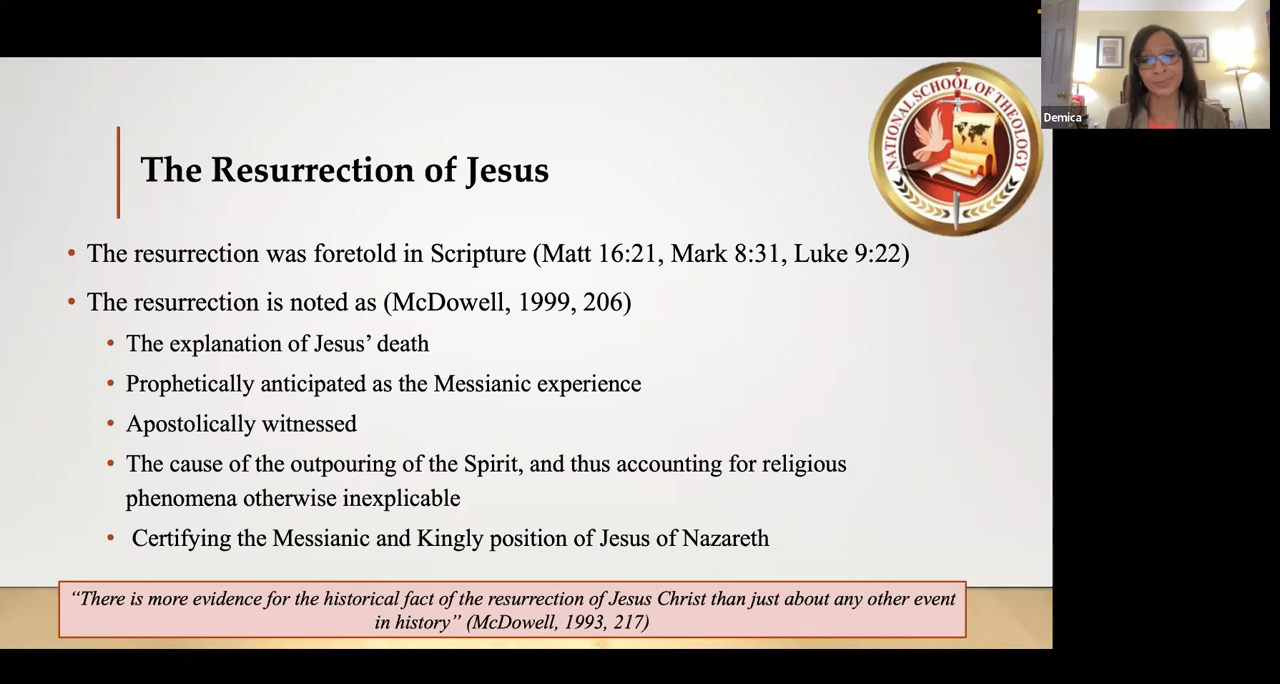 Demica
NATIONAL SCHOOL OF THEOLOGY
The Resurrection of Jesus
• The resurrection was foretold in Scripture (Matt 16:21, Mark 8:31, Luke 9:22)
• The resurrection is noted as (McDowell, 1999, 206)
• The explanation of Jesus’ death
• Prophetically anticipated as the Messianic experience
• Apostolically witnessed
• The cause of the outpouring of the Spirit, and thus accounting for religious
phenomena otherwise inexplicable
• Certifying the Messianic and Kingly position of Jesus of Nazareth
“There is more evidence for the historical fact of the resurrection of Jesus Christ than just about any other event
in history” (McDowell, 1993, 217)